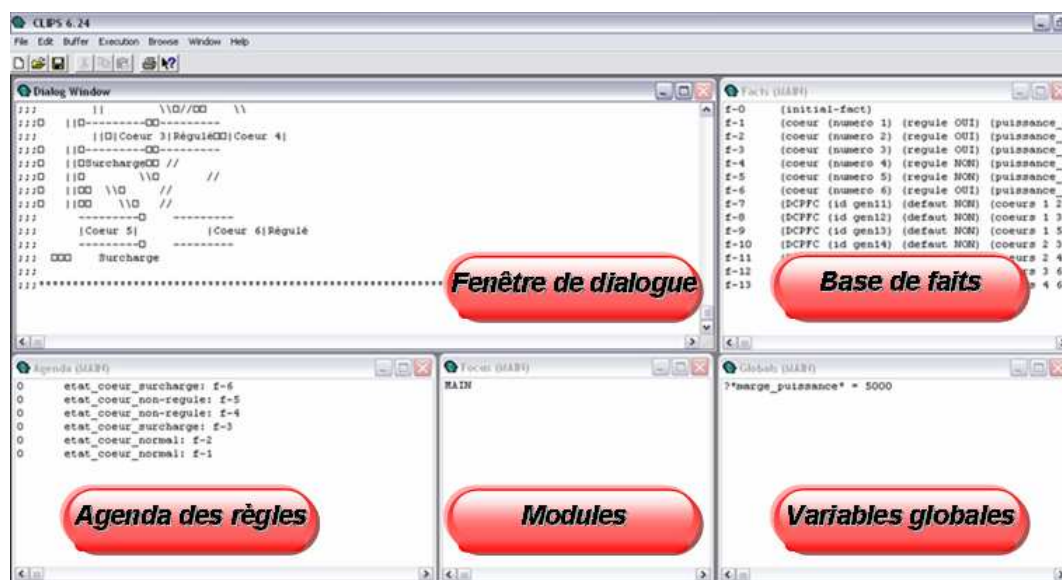 CLIPS 6.24
File Edit Buffer Execution Browse Window Help
Dialog Window
;;; || \\□//□□ \\
;;;□ ||□---------□□---------
;;; ||□|Coeur 3|Régulé□□|Coeur 4|
;;;□ ||□---------□□---------
;;;□ ||□Surcharge□□ //
;;;□ ||□ \\□ //
;;;□ ||□□ \\□ //
;;;□ ||□□ \\□ //
;;; ---------□ ---------
;;; |Coeur 5| |Coeur 6|Régulé
;;; ---------□ ---------
;;; □□□ Surcharge
;;;
;;;**********************************************************
Fenêtre de dialogue
Facts (MAIN)
f-0 (initial-fact)
f-1 (coeur (numero 1) (regule OUI) (puissance_
f-2 (coeur (numero 2) (regule OUI) (puissance_
f-3 (coeur (numero 3) (regule OUI) (puissance_
f-4 (coeur (numero 4) (regule NON) (puissance_
f-5 (coeur (numero 5) (regule NON) (puissance_
f-6 (coeur (numero 6) (regule OUI) (puissance_
f-7 (DCPFC (id gen11) (defaut NON) (coeurs 1 2
f-8 (DCPFC (id gen12) (defaut NON) (coeurs 1 3
f-9 (DCPFC (id gen13) (defaut NON) (coeurs 1 5
f-10 (DCPFC (id gen14) (defaut NON) (coeurs 2 3
f-11 eurs 2 4
f-12 s 3 6
f-13 s 4 6
Base de faits
Agenda (MAIN)
0 etat_coeur_surcharge: f-6
0 etat_coeur_non-regule: f-5
0 etat_coeur_non-regule: f-4
0 etat_coeur_surcharge: f-3
0 etat_coeur_normal: f-2
0 etat_coeur_normal: f-1
Agenda des règles
Focus (MAIN)
MAIN
Modules
Globals (MAIN)
?*marge_puissance* = 5000
Variables globales